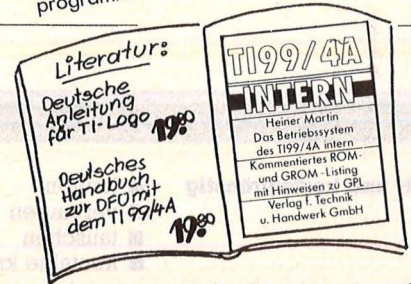 Literatur:
Deutsche
Anleitung
für TI-Logo 19.80
Deutsches
Handbuch
zur DFÜ mit
dem TI 99/4A
19.80
TI99/4A
INTERN
Heiner Martin
Das Betriebssystem
des TI99/4A intern
Kommentiertes ROM-
und GROM-Listing
mit Hinweisen zu GPL
Verlag f. Technik
u. Handwerk GmbH